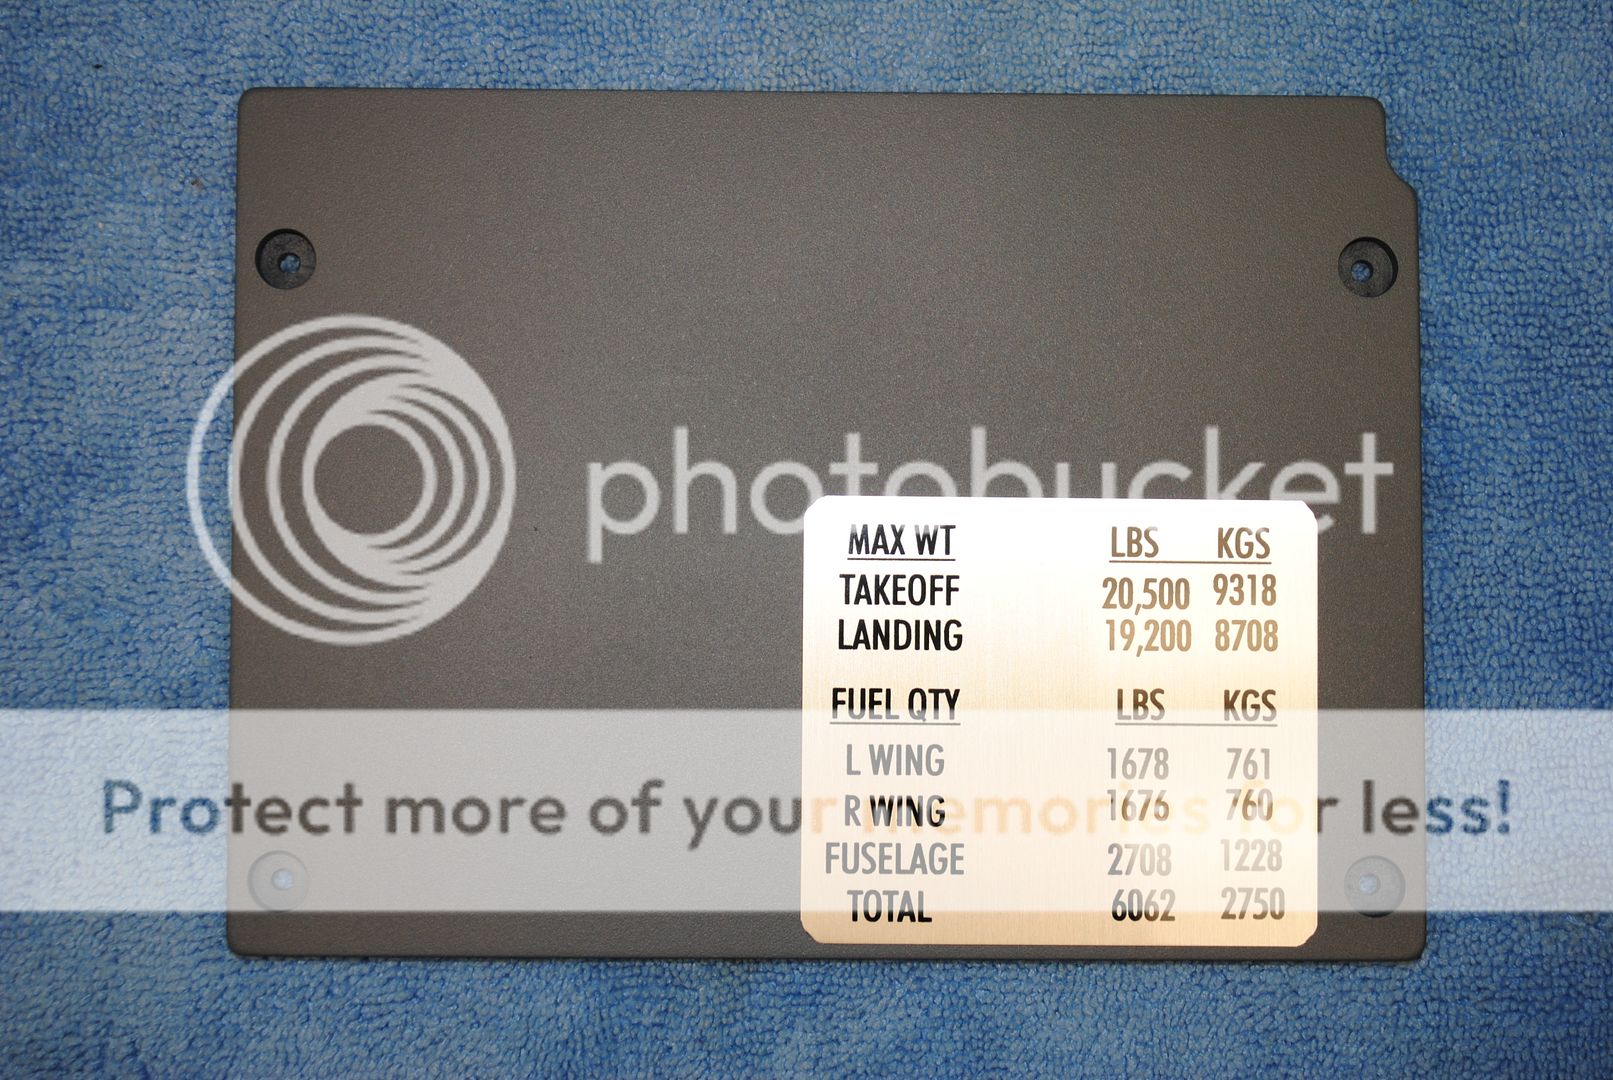 photobucket
MAX WT LBS KGS
TAKEOFF 20,500 9318
LANDING 19,200 8708
FUEL QTY LBS KGS
L WING 1678 761
R WING 1676 760
FUSELAGE 2708 1228
TOTAL 6062 2750
Protect more of your memories for less!